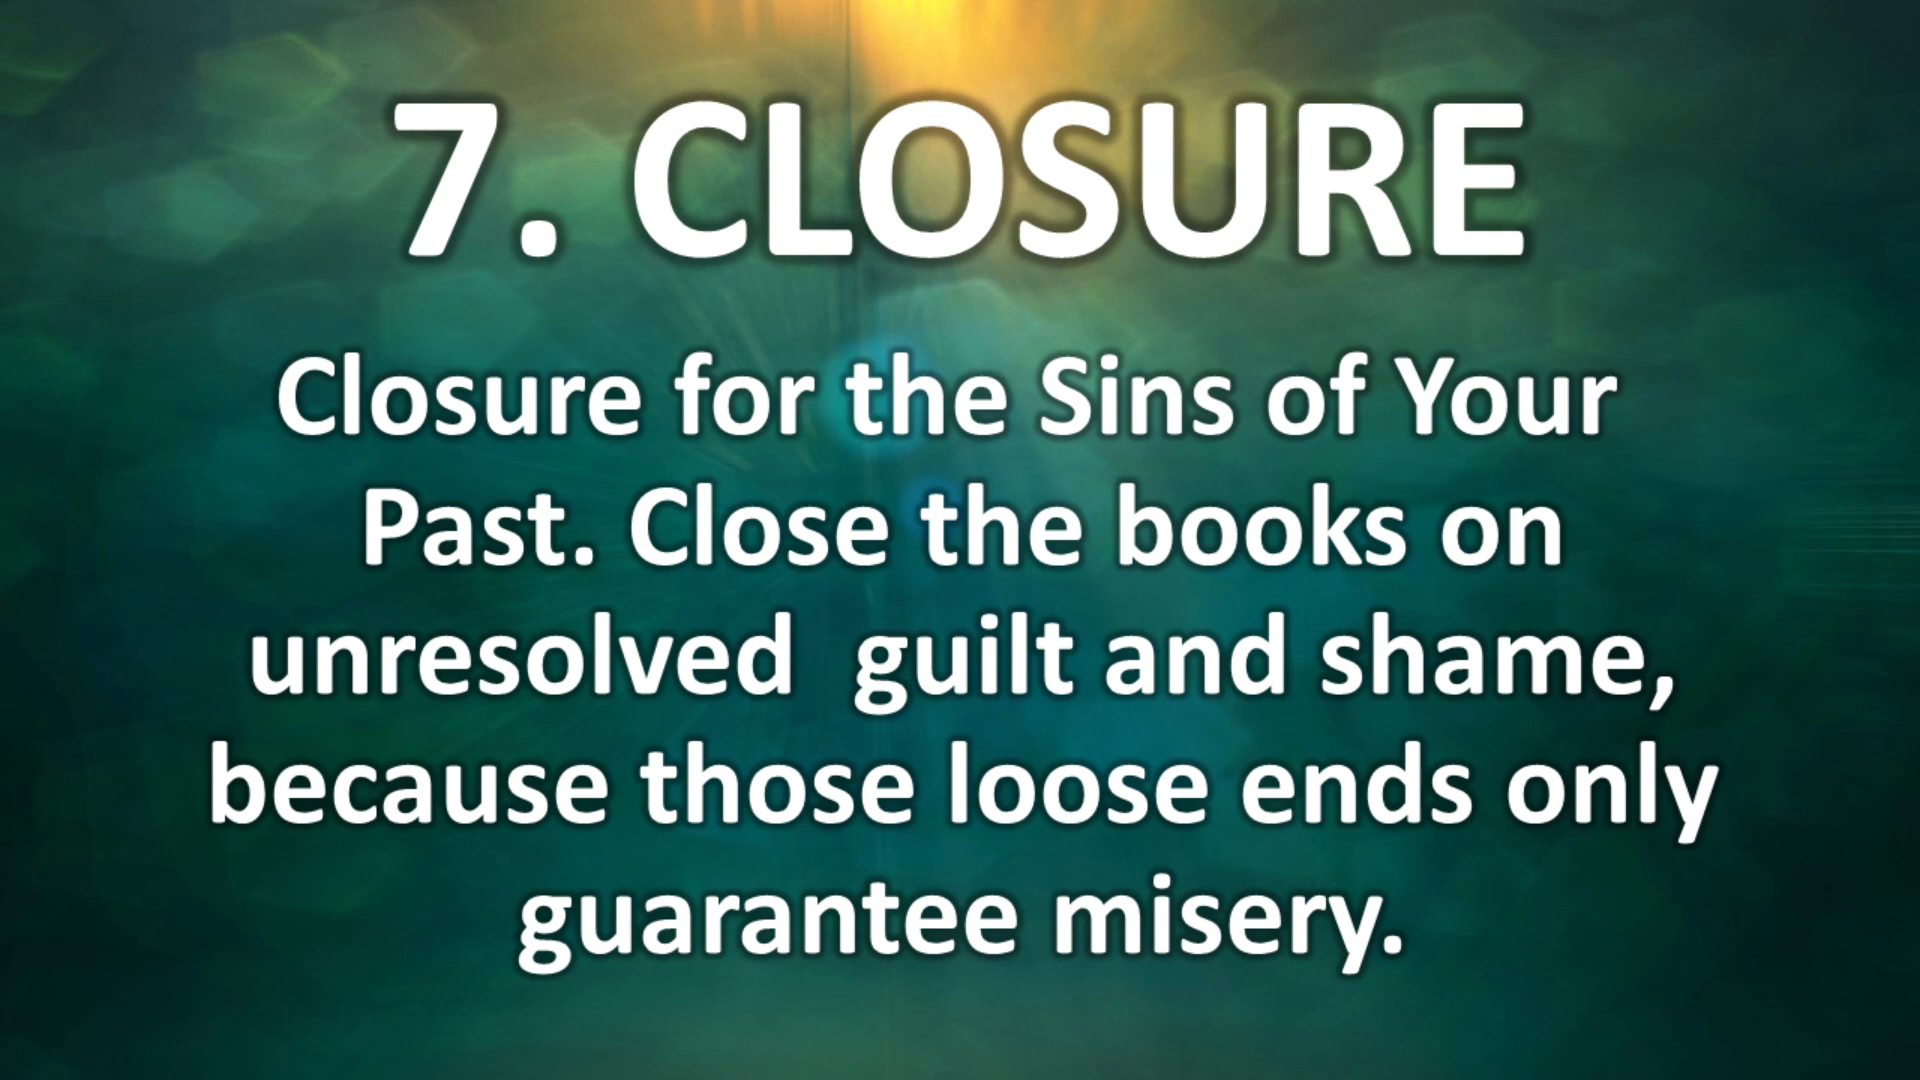 7. CLOSURE
Closure for the Sins of Your
Past. Close the books on
unresolved  guilt and shame,
because those loose ends only
guarantee misery.